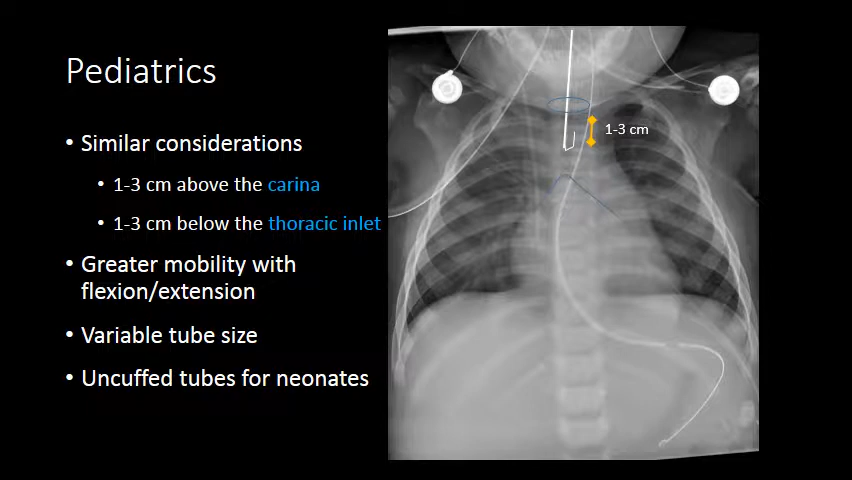 Pediatrics
• Similar considerations
• 1-3 cm above the carina
• 1-3 cm below the thoracic inlet
• Greater mobility with
flexion/extension
• Variable tube size
• Uncuffed tubes for neonates
1-3 cm